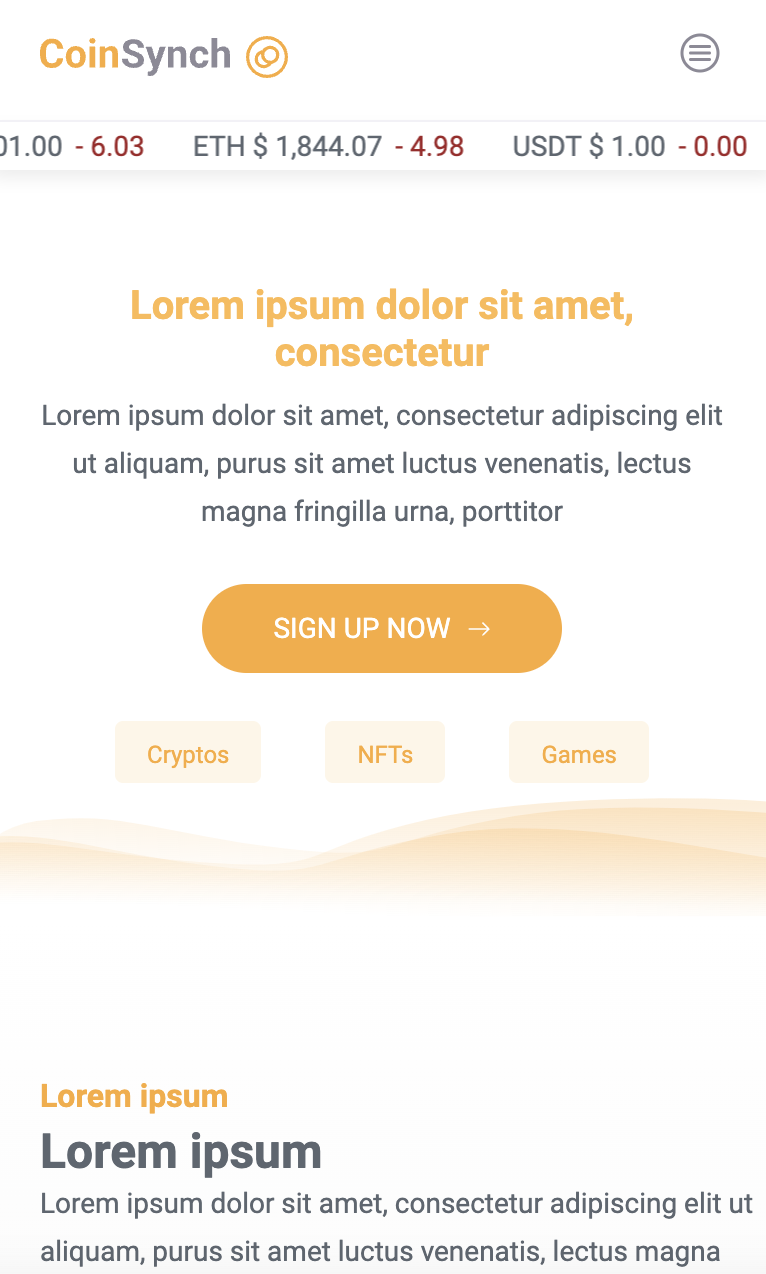 CoinSynch
01.00 - 6.03 ETH $ 1,844.07 - 4.98 USDT $ 1.00 - 0.00
Lorem ipsum dolor sit amet,
consectetur
Lorem ipsum dolor sit amet, consectetur adipiscing elit
ut aliquam, purus sit amet luctus venenatis, lectus
magna fringilla urna, porttitor
SIGN UP NOW →
Cryptos NFTs Games
Lorem ipsum
Lorem ipsum
Lorem ipsum dolor sit amet, consectetur adipiscing elit ut
aliquam, purus sit amet luctus venenatis, lectus magna